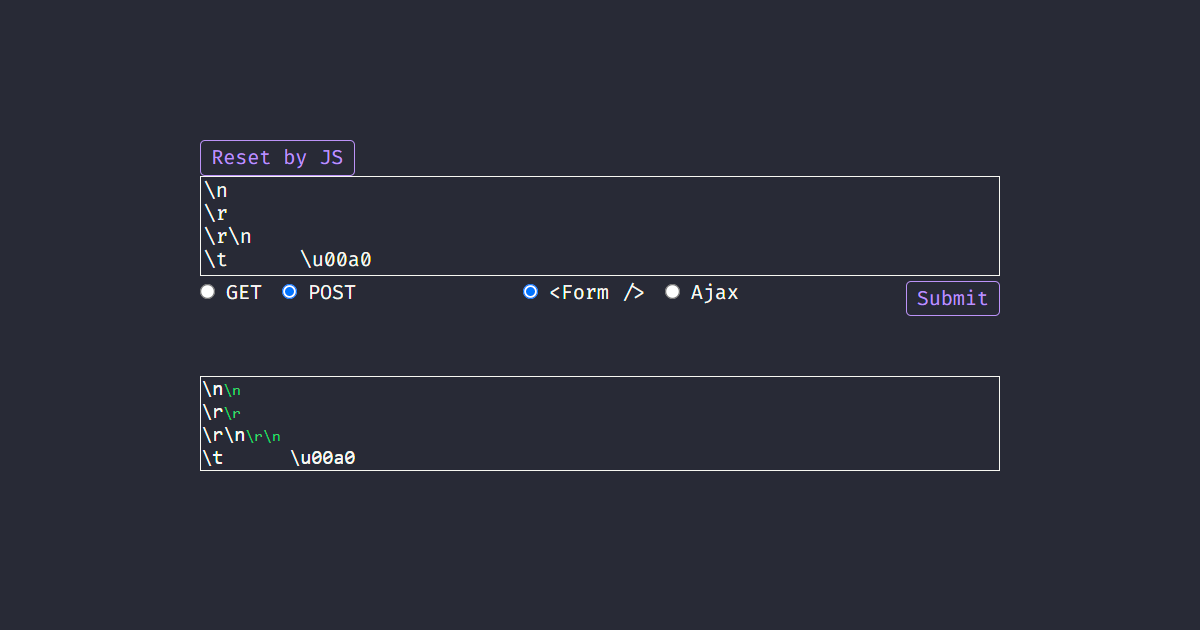 Reset by JS
\n
\r
\r\n
\t      \u00a0
GET POST <Form /> Ajax Submit
\n\n
\r\r
\r\n\r\n
\t      \u00a0